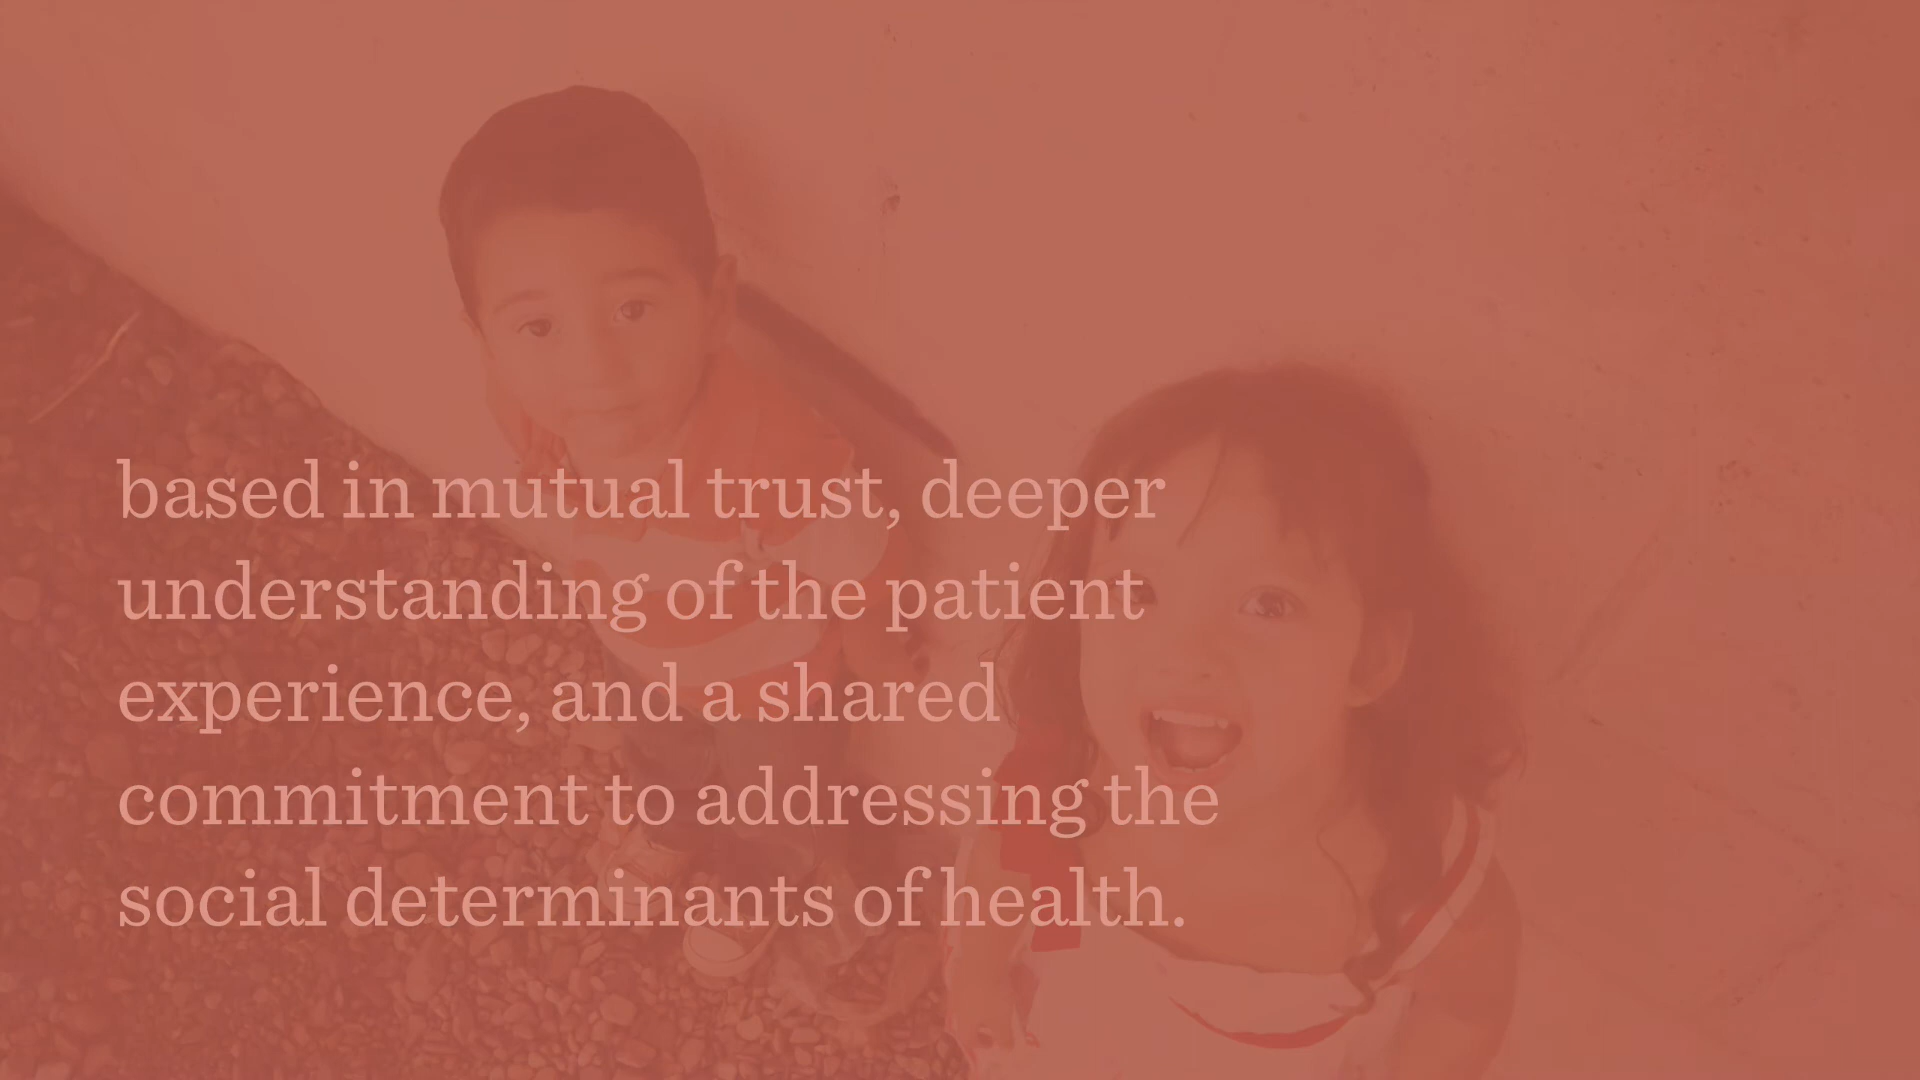 based in mutual trust, deeper
understanding of the patient
experience, and a shared
commitment to addressing the
social determinants of health.